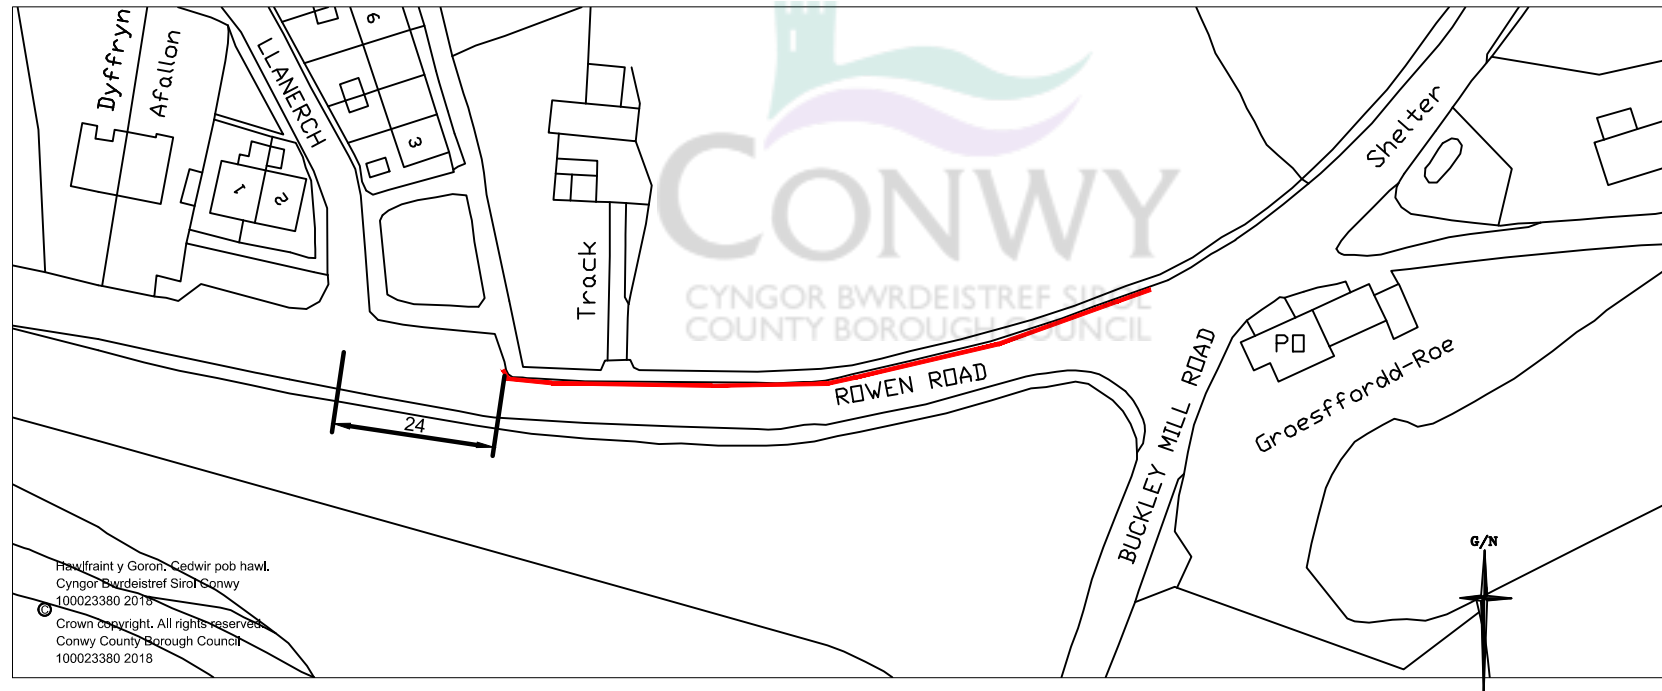 Dyffryn
Afallon
LLANERCH
6
3
1
2
Track
CONWY
CYNGOR BWRDEISTREF SIROL
COUNTY BOROUGH COUNCIL
Shelter
PO
ROWEN ROAD
BUCKLEY MILL ROAD
Groesffordd-Roe
24
G/N
Hawlfraint y Goron. Cedwir pob hawl.
Cyngor Bwrdeistref Sirol Conwy
100023380 2018
©
Crown copyright. All rights reserved.
Conwy County Borough Council
100023380 2018